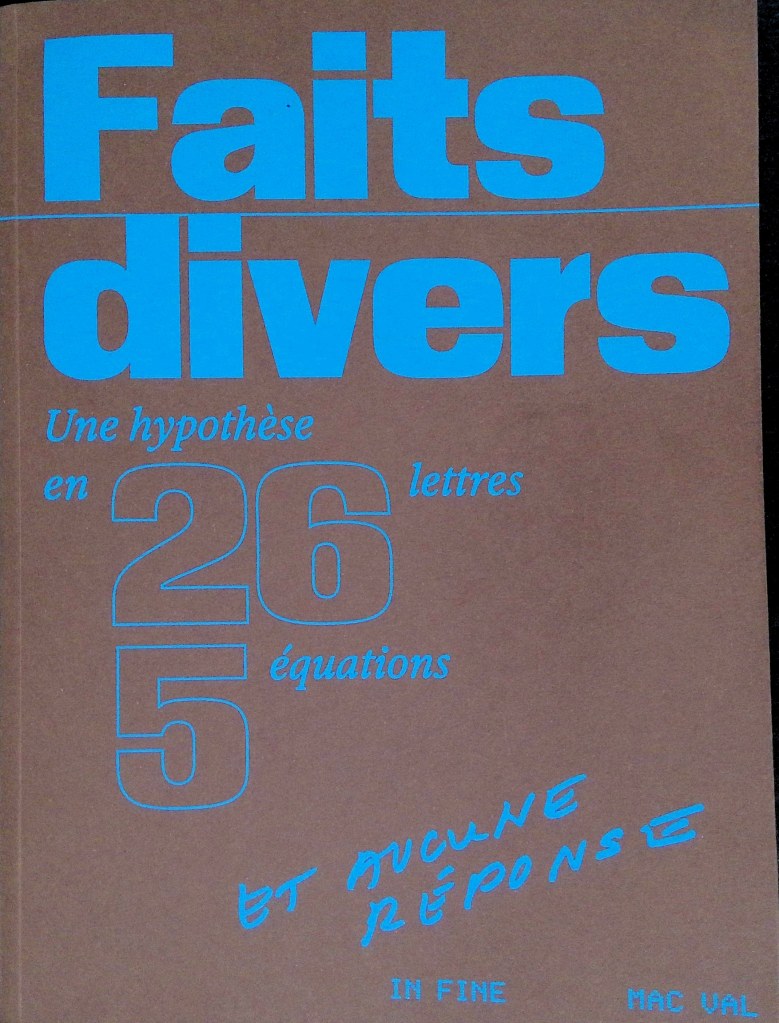 Faits
divers
Une hypothèse
en 26 lettres
5 équations
ET AUCUNE
RÉPONSE
IN FINE MAC VAL